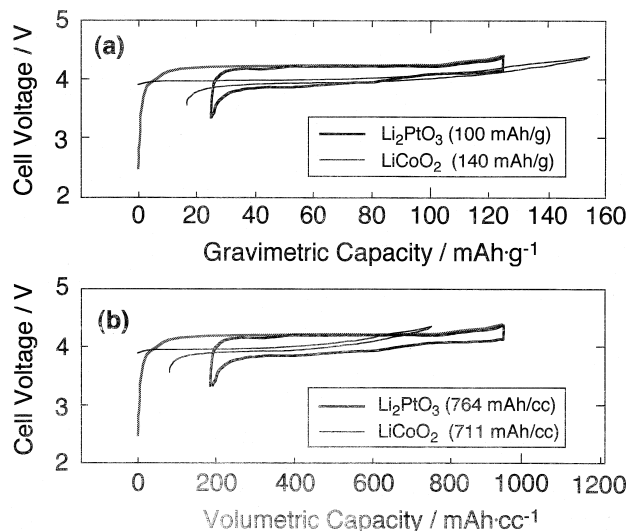 (a)
Cell Voltage / V
5
4
3
2
Li₂PtO₃ (100 mAh/g)
LiCoO₂ (140 mAh/g)
0 20 40 60 80 100 120 140 160
Gravimetric Capacity / mAh·g⁻¹
(b)
Cell Voltage / V
5
4
3
2
Li₂PtO₃ (764 mAh/cc)
LiCoO₂ (711 mAh/cc)
0 200 400 600 800 1000 1200
Volumetric Capacity / mAh·cc⁻¹